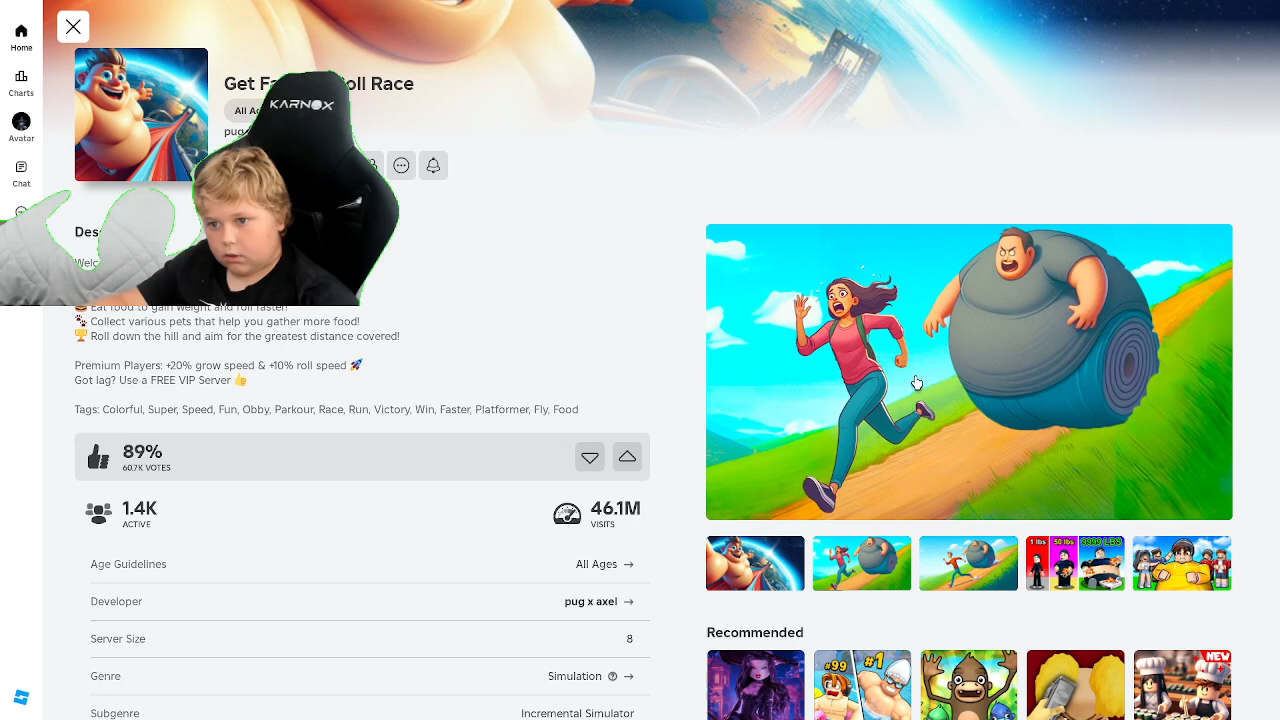 Home
Charts
Avatar
Chat
Get Fa
oll Race
KARNOX
All A
pug
Des
Welc
Eat food to gain weight and roll faster!
Collect various pets that help you gather more food!
Roll down the hill and aim for the greatest distance covered!
Premium Players: +20% grow speed & +10% roll speed
Got lag? Use a FREE VIP Server
Tags: Colorful, Super, Speed, Fun, Obby, Parkour, Race, Run, Victory, Win, Faster, Platformer, Fly, Food
89%
60.7K VOTES
1.4K
ACTIVE
46.1M
VISITS
Age Guidelines
All Ages
Developer
pug x axel
Server Size
8
Genre
Simulation
Subgenre
Incremental Simulator
1 lbs
50 lbs
9999 LBS
Recommended
#99
#1
NEW